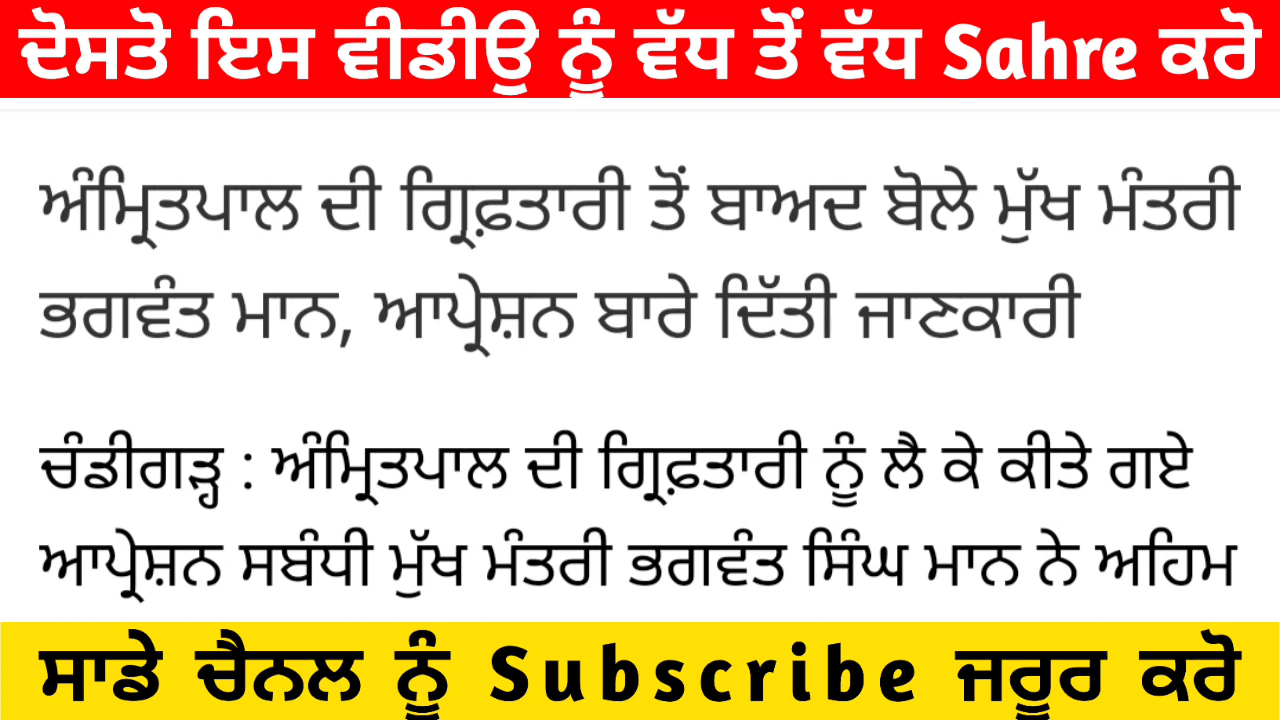 ਦੋਸਤੋ ਇਸ ਵੀਡੀਉ ਨੂੰ ਵੱਧ ਤੋਂ ਵੱਧ Sahre ਕਰੋ
ਅੰਮ੍ਰਿਤਪਾਲ ਦੀ ਗ੍ਰਿਫ਼ਤਾਰੀ ਤੋਂ ਬਾਅਦ ਬੋਲੇ ਮੁੱਖ ਮੰਤਰੀ
ਭਗਵੰਤ ਮਾਨ, ਆਪ੍ਰੇਸ਼ਨ ਬਾਰੇ ਦਿੱਤੀ ਜਾਣਕਾਰੀ
ਚੰਡੀਗੜ੍ਹ : ਅੰਮ੍ਰਿਤਪਾਲ ਦੀ ਗ੍ਰਿਫ਼ਤਾਰੀ ਨੂੰ ਲੈ ਕੇ ਕੀਤੇ ਗਏ
ਆਪ੍ਰੇਸ਼ਨ ਸਬੰਧੀ ਮੁੱਖ ਮੰਤਰੀ ਭਗਵੰਤ ਸਿੰਘ ਮਾਨ ਨੇ ਅਹਿਮ
ਸਾਡੇ ਚੈਨਲ ਨੂੰ Subscribe ਜਰੂਰ ਕਰੋ